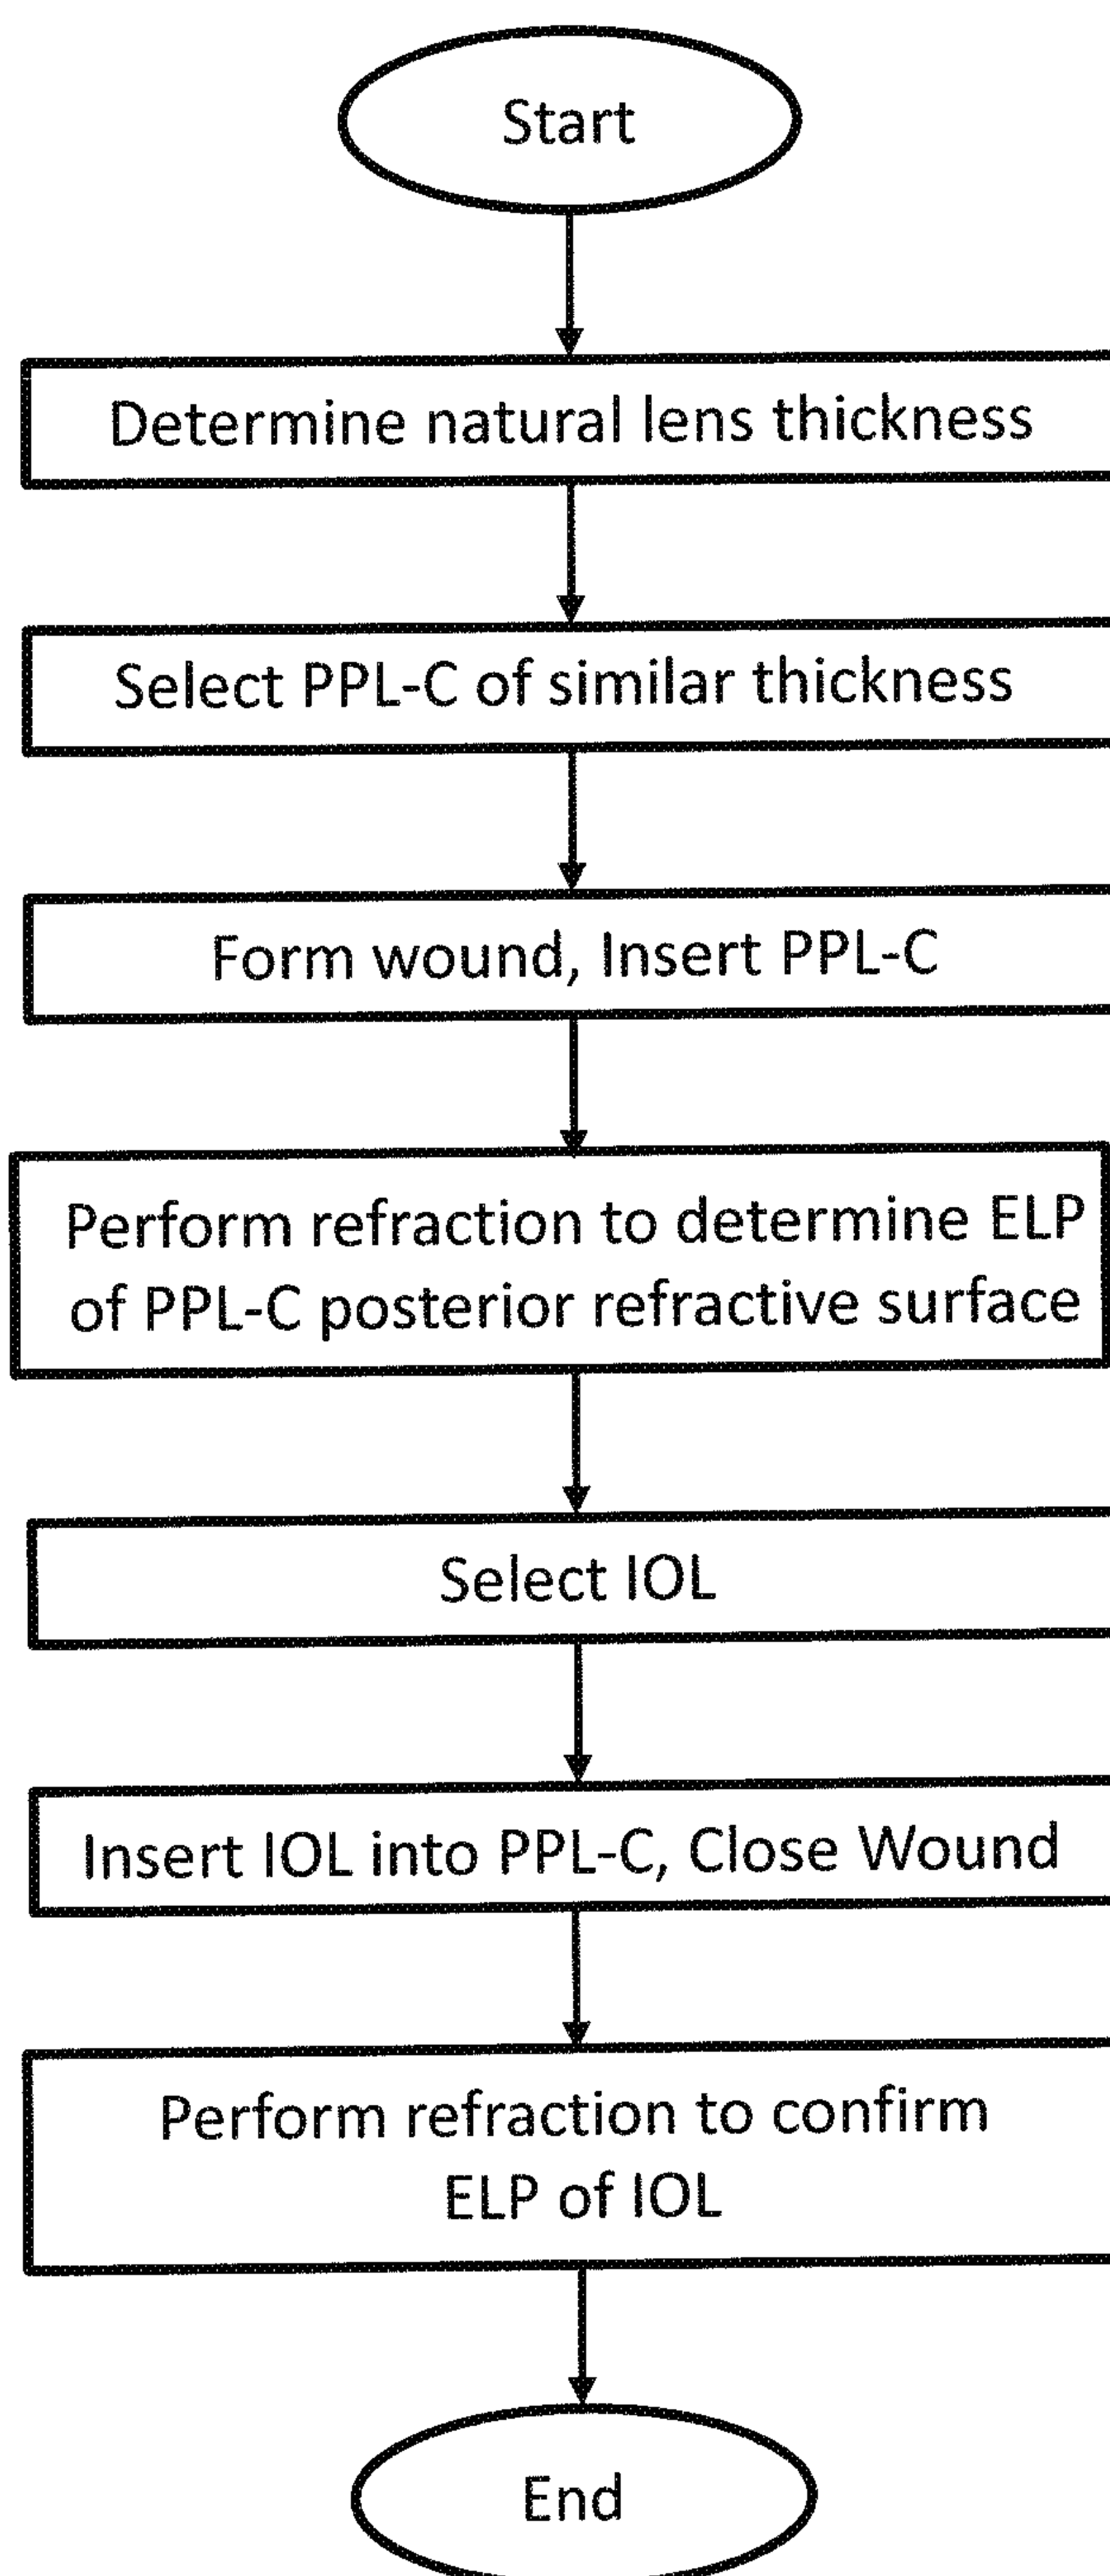 Start
Determine natural lens thickness
Select PPL-C of similar thickness
Form wound, Insert PPL-C
Perform refraction to determine ELP
of PPL-C posterior refractive surface
Select IOL
Insert IOL into PPL-C, Close Wound
Perform refraction to confirm
ELP of IOL
End